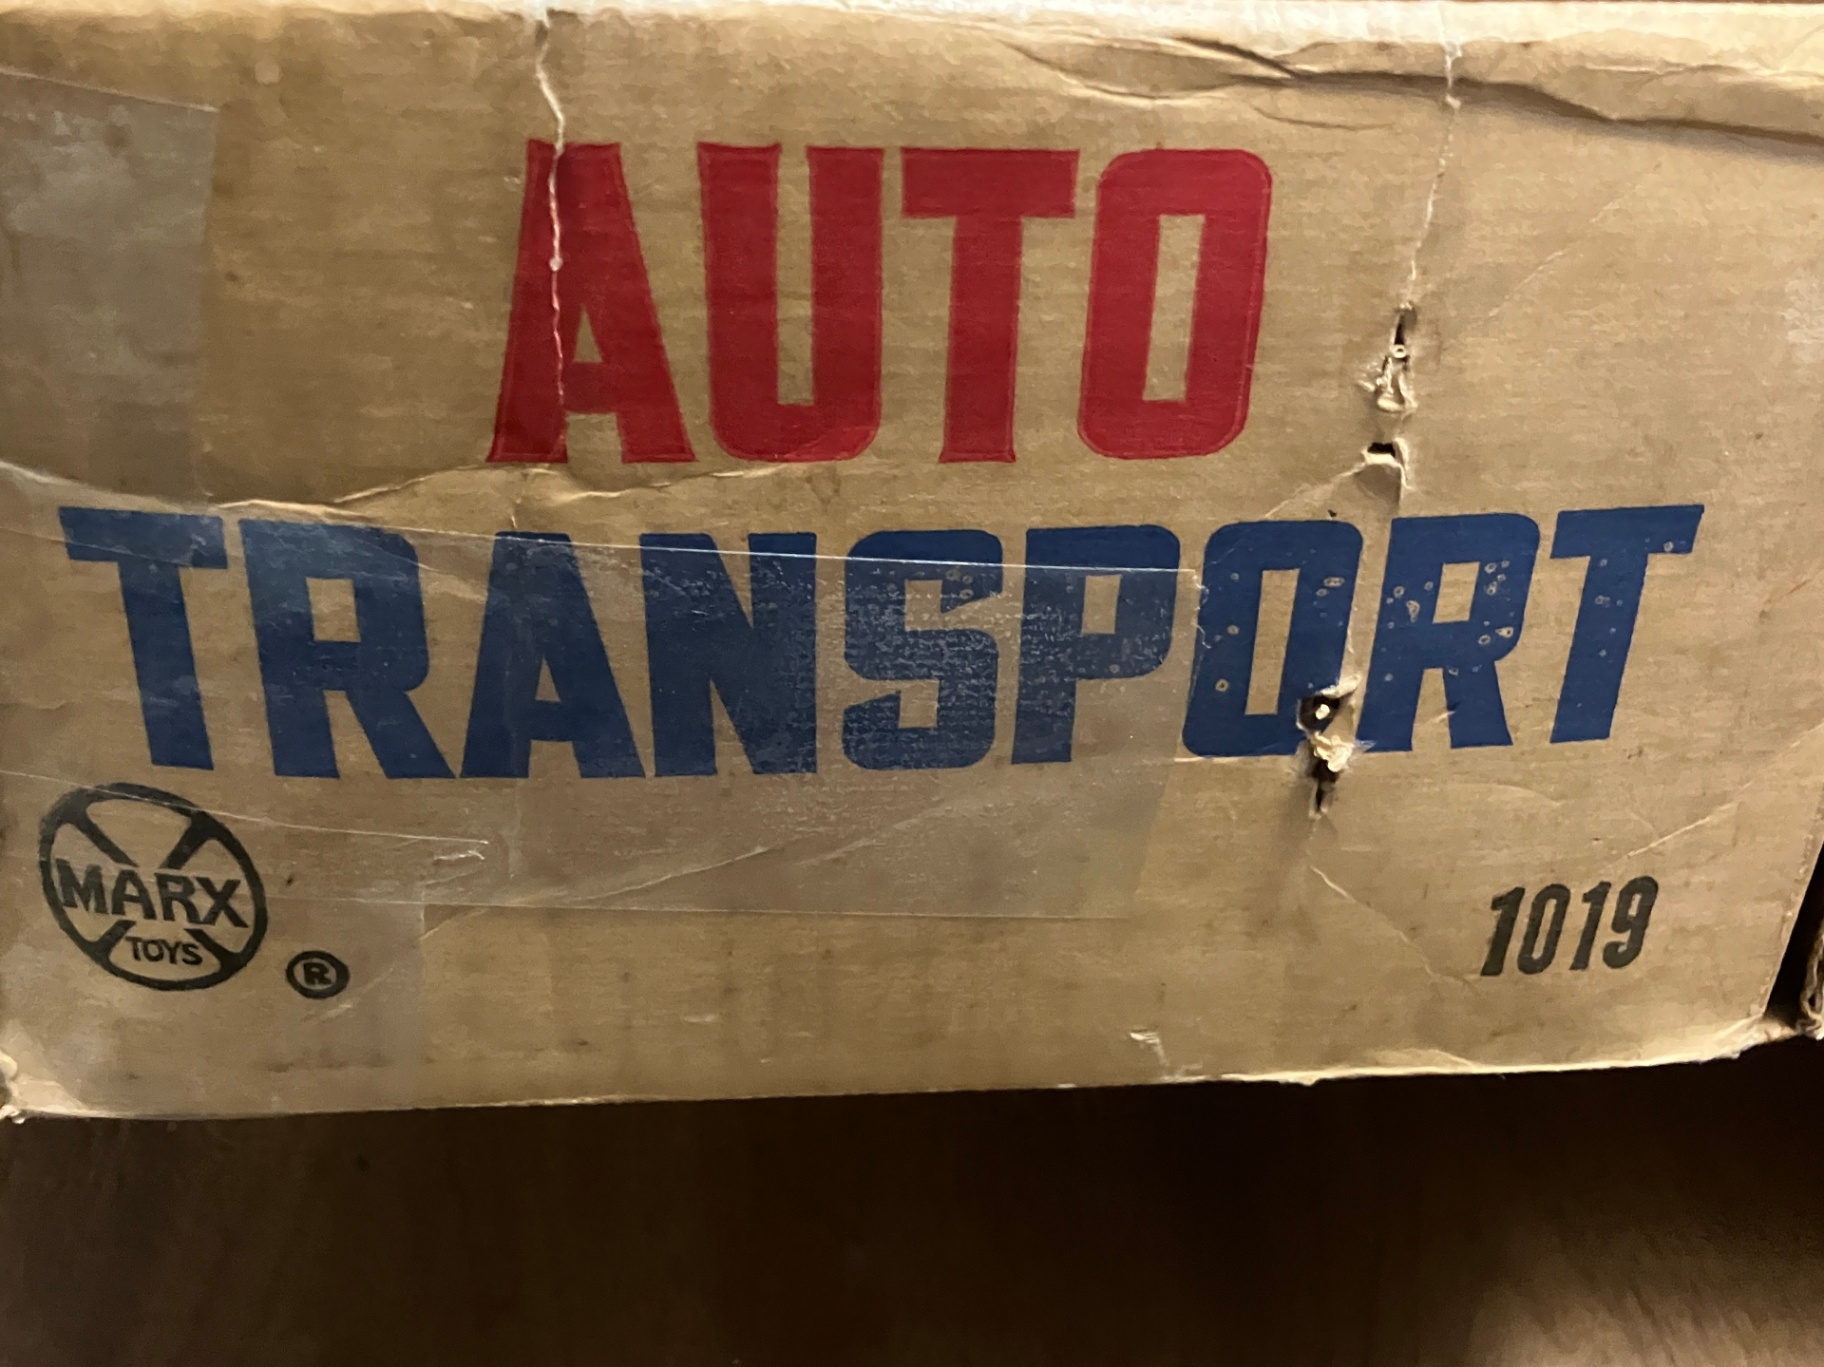 AUTO
TRANSPORT
MARX
TOYS
®
1019